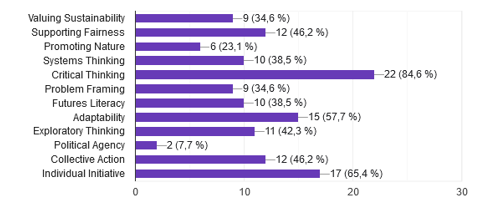 Valuing Sustainability 9 (34,6 %)
Supporting Fairness 12 (46,2 %)
Promoting Nature 6 (23,1 %)
Systems Thinking 10 (38,5 %)
Critical Thinking 22 (84,6 %)
Problem Framing 9 (34,6 %)
Futures Literacy 10 (38,5 %)
Adaptability 15 (57,7 %)
Exploratory Thinking 11 (42,3 %)
Political Agency 2 (7,7 %)
Collective Action 12 (46,2 %)
Individual Initiative 17 (65,4 %)
0 10 20 30